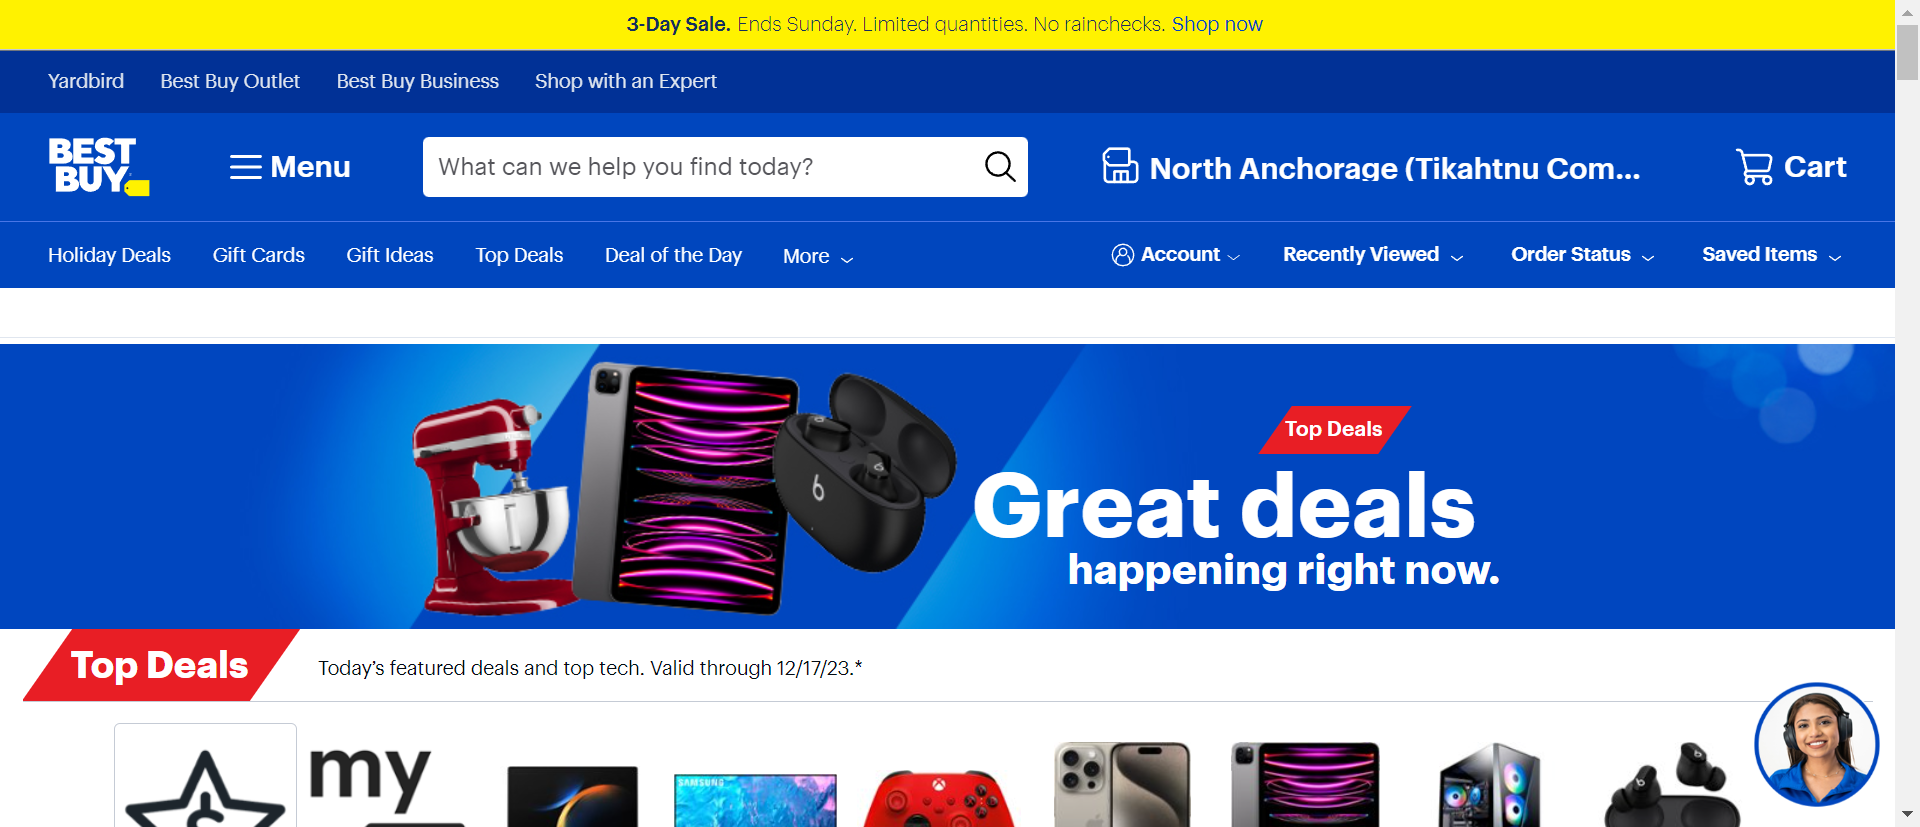 3-Day Sale. Ends Sunday. Limited quantities. No rainchecks. Shop now
Yardbird Best Buy Outlet Best Buy Business Shop with an Expert
BEST
BUY
Menu
What can we help you find today?
North Anchorage (Tikahtnu Com...
Cart
Holiday Deals Gift Cards Gift Ideas Top Deals Deal of the Day More
Account Recently Viewed Order Status Saved Items
Top Deals
Great deals
happening right now.
Top Deals
Today's featured deals and top tech. Valid through 12/17/23.*
my
SAMSUNG